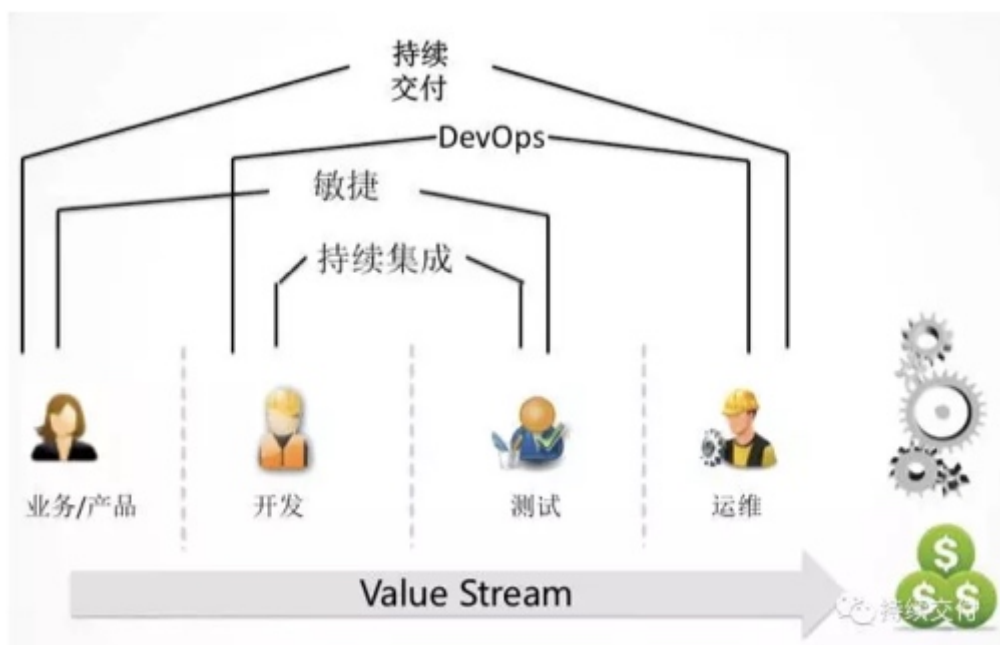 持续
交付
DevOps
敏捷
持续集成
业务/产品
开发
测试
运维
Value Stream
$
$ $
持续交付